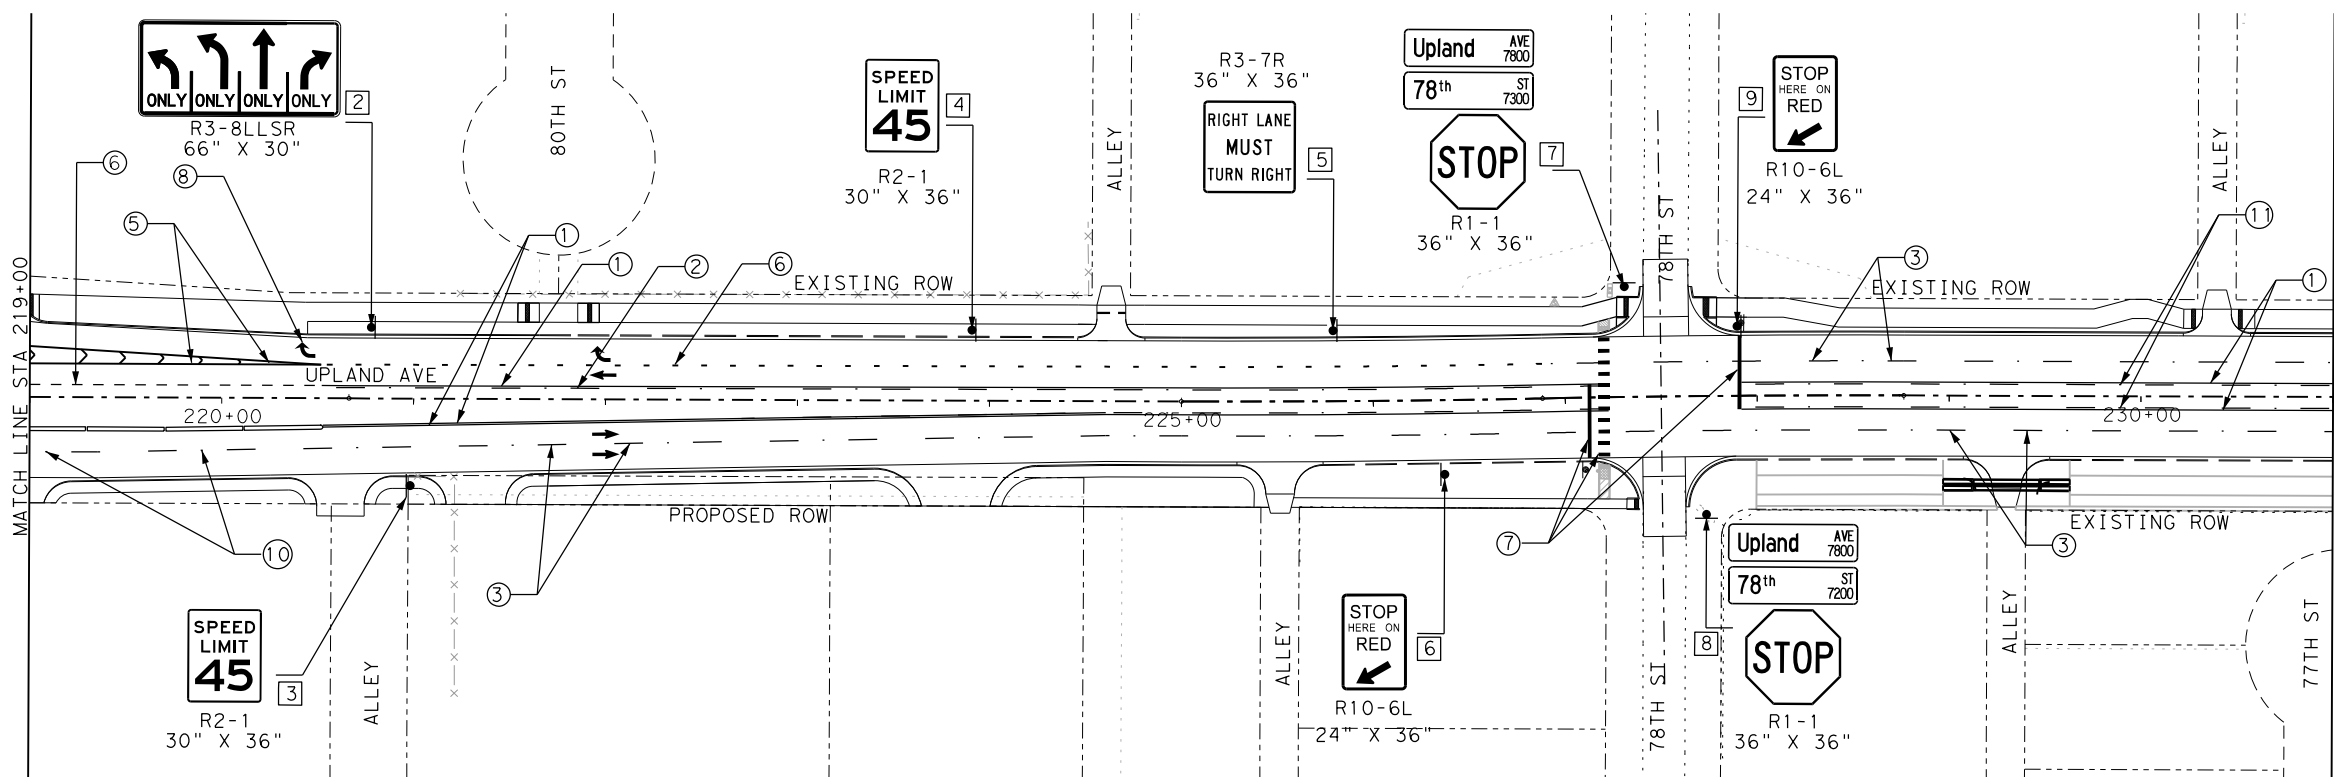 ONLY ONLY ONLY ONLY
2
R3-8LLSR
66" X 30"
6
8
5
80TH ST
1
1
2
6
SPEED
LIMIT
45
4
R2-1
30" X 36"
EXISTING ROW
ALLEY
R3-7R
36" X 36"
RIGHT LANE
MUST
TURN RIGHT
5
Upland AVE 7800
78th ST 7300
STOP
7
R1-1
36" X 36"
78TH ST
9
STOP
HERE ON
RED
R10-6L
24" X 36"
3
EXISTING ROW
ALLEY
11
1
MATCH LINE STA 219+00
UPLAND AVE
220+00
225+00
230+00
10
PROPOSED ROW
3
7
EXISTING ROW
3
SPEED
LIMIT
45
3
R2-1
30" X 36"
ALLEY
ALLEY
STOP
HERE ON
RED
6
R10-6L
24" X 36"
78TH ST
8
Upland AVE 7800
78th ST 7200
STOP
R1-1
36" X 36"
ALLEY
77TH ST